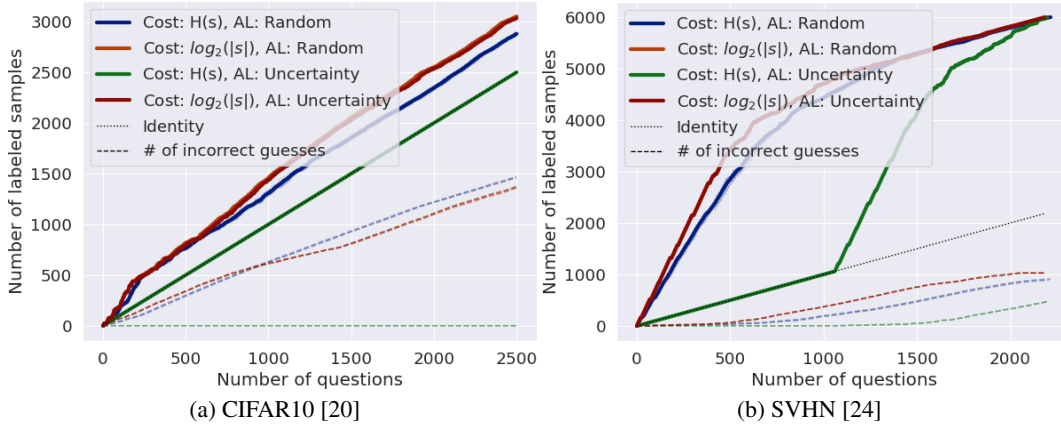 Cost: H(s), AL: Random
Cost: log₂(|s|), AL: Random
Cost: H(s), AL: Uncertainty
Cost: log₂(|s|), AL: Uncertainty
Identity
# of incorrect guesses
Number of labeled samples
3000
2500
2000
1500
1000
500
0
0 500 1000 1500 2000 2500
Number of questions
(a) CIFAR10 [20]
Cost: H(s), AL: Random
Cost: log₂(|s|), AL: Random
Cost: H(s), AL: Uncertainty
Cost: log₂(|s|), AL: Uncertainty
Identity
# of incorrect guesses
Number of labeled samples
6000
5000
4000
3000
2000
1000
0
0 500 1000 1500 2000
Number of questions
(b) SVHN [24]